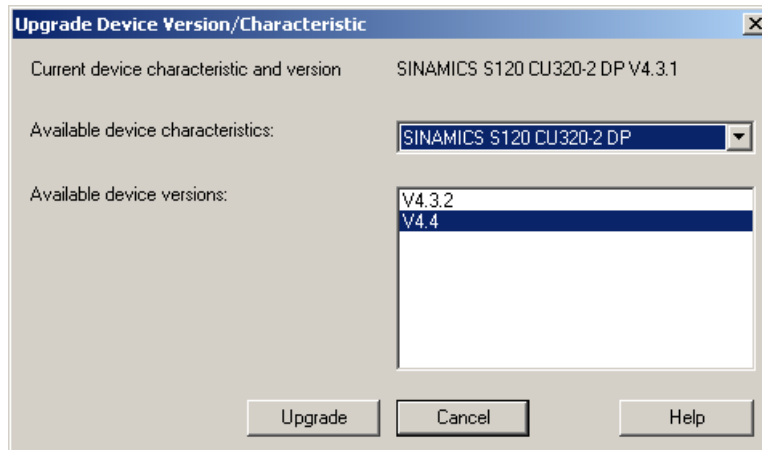 Upgrade Device Version/Characteristic
Current device characteristic and version SINAMICS S120 CU320-2 DP V4.3.1
Available device characteristics: SINAMICS S120 CU320-2 DP
Available device versions: V4.3.2
V4.4
Upgrade Cancel Help